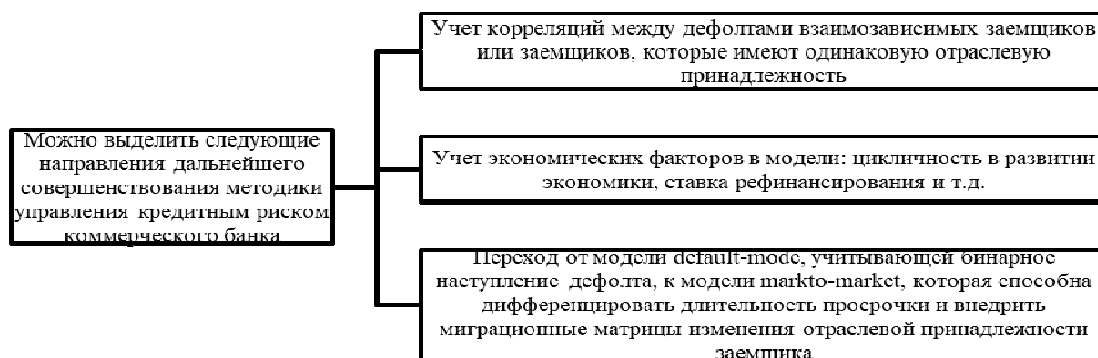 Можно выделить следующие
направления дальнейшего
совершенствования методики
управления кредитным риском
коммерческого банка
Учет корреляций между дефолтами взаимозависимых заемщиков
или заемщиков, которые имеют одинаковую отраслевую
принадлежность
Учет экономических факторов в модели: цикличность в развитии
экономики, ставка рефинансирования и т.д.
Переход от модели default-mode, учитывающей бинарное
наступление дефолта, к модели markto-market, которая способна
дифференцировать длительность просрочки и внедрить
миграционные матрицы изменения отраслевой принадлежности
заемщика.